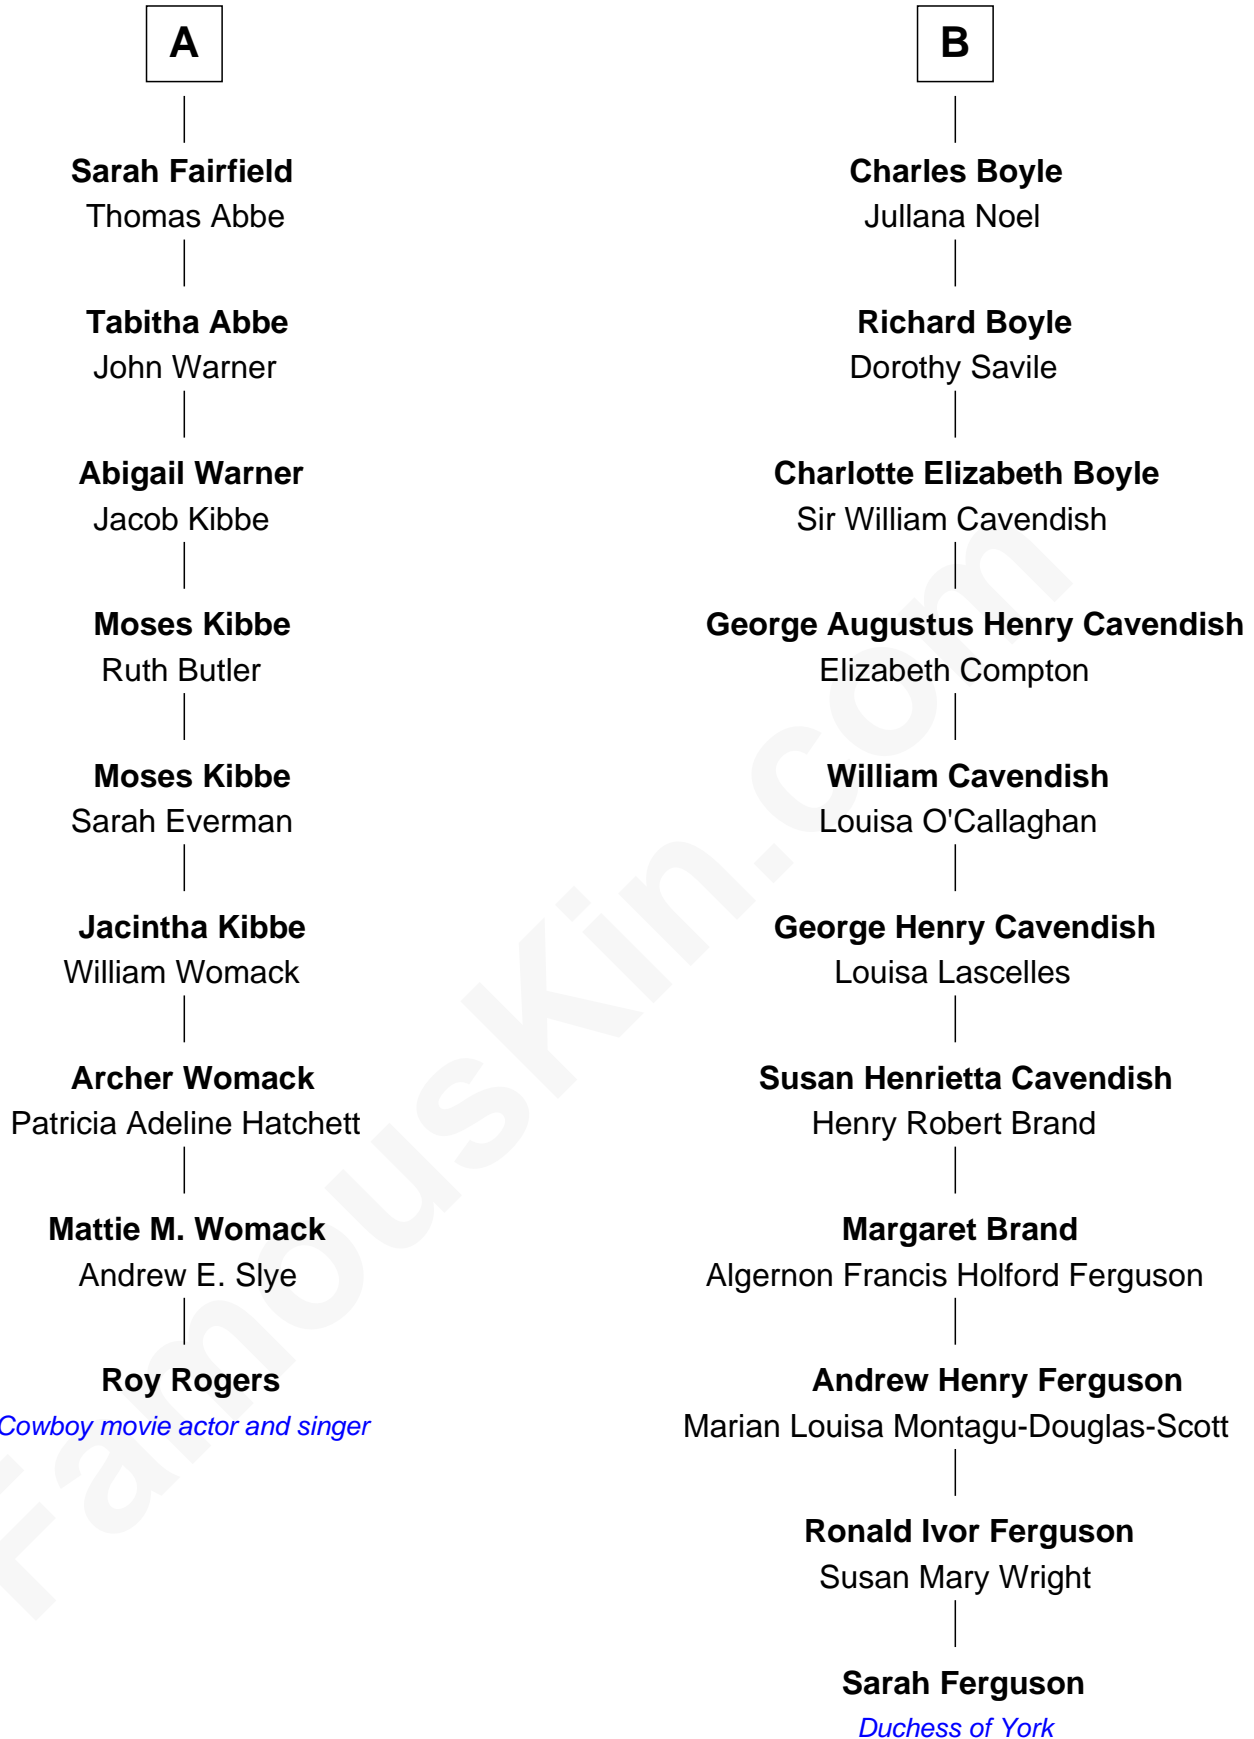 A
Sarah Fairfield
Thomas Abbe
Tabitha Abbe
John Warner
Abigail Warner
Jacob Kibbe
Moses Kibbe
Ruth Butler
Moses Kibbe
Sarah Everman
Jacintha Kibbe
William Womack
Archer Womack
Patricia Adeline Hatchett
Mattie M. Womack
Andrew E. Slye
Roy Rogers
Cowboy movie actor and singer
B
Charles Boyle
Jullana Noel
Richard Boyle
Dorothy Savile
Charlotte Elizabeth Boyle
Sir William Cavendish
George Augustus Henry Cavendish
Elizabeth Compton
William Cavendish
Louisa O'Callaghan
George Henry Cavendish
Louisa Lascelles
Susan Henrietta Cavendish
Henry Robert Brand
Margaret Brand
Algernon Francis Holford Ferguson
Andrew Henry Ferguson
Marian Louisa Montagu-Douglas-Scott
Ronald Ivor Ferguson
Susan Mary Wright
Sarah Ferguson
Duchess of York
FamousKin.com